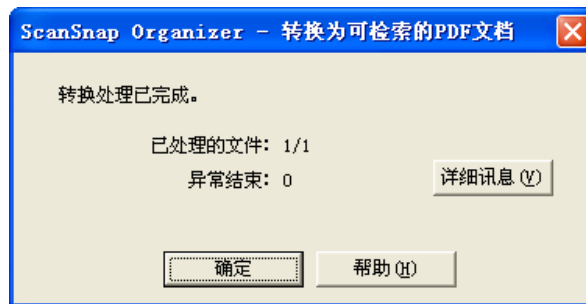 ScanSnap Organizer - 转换为可检索的PDF文档
转换处理已完成。
已处理的文件: 1/1
异常结束: 0
详细讯息(V)
确定
帮助(H)